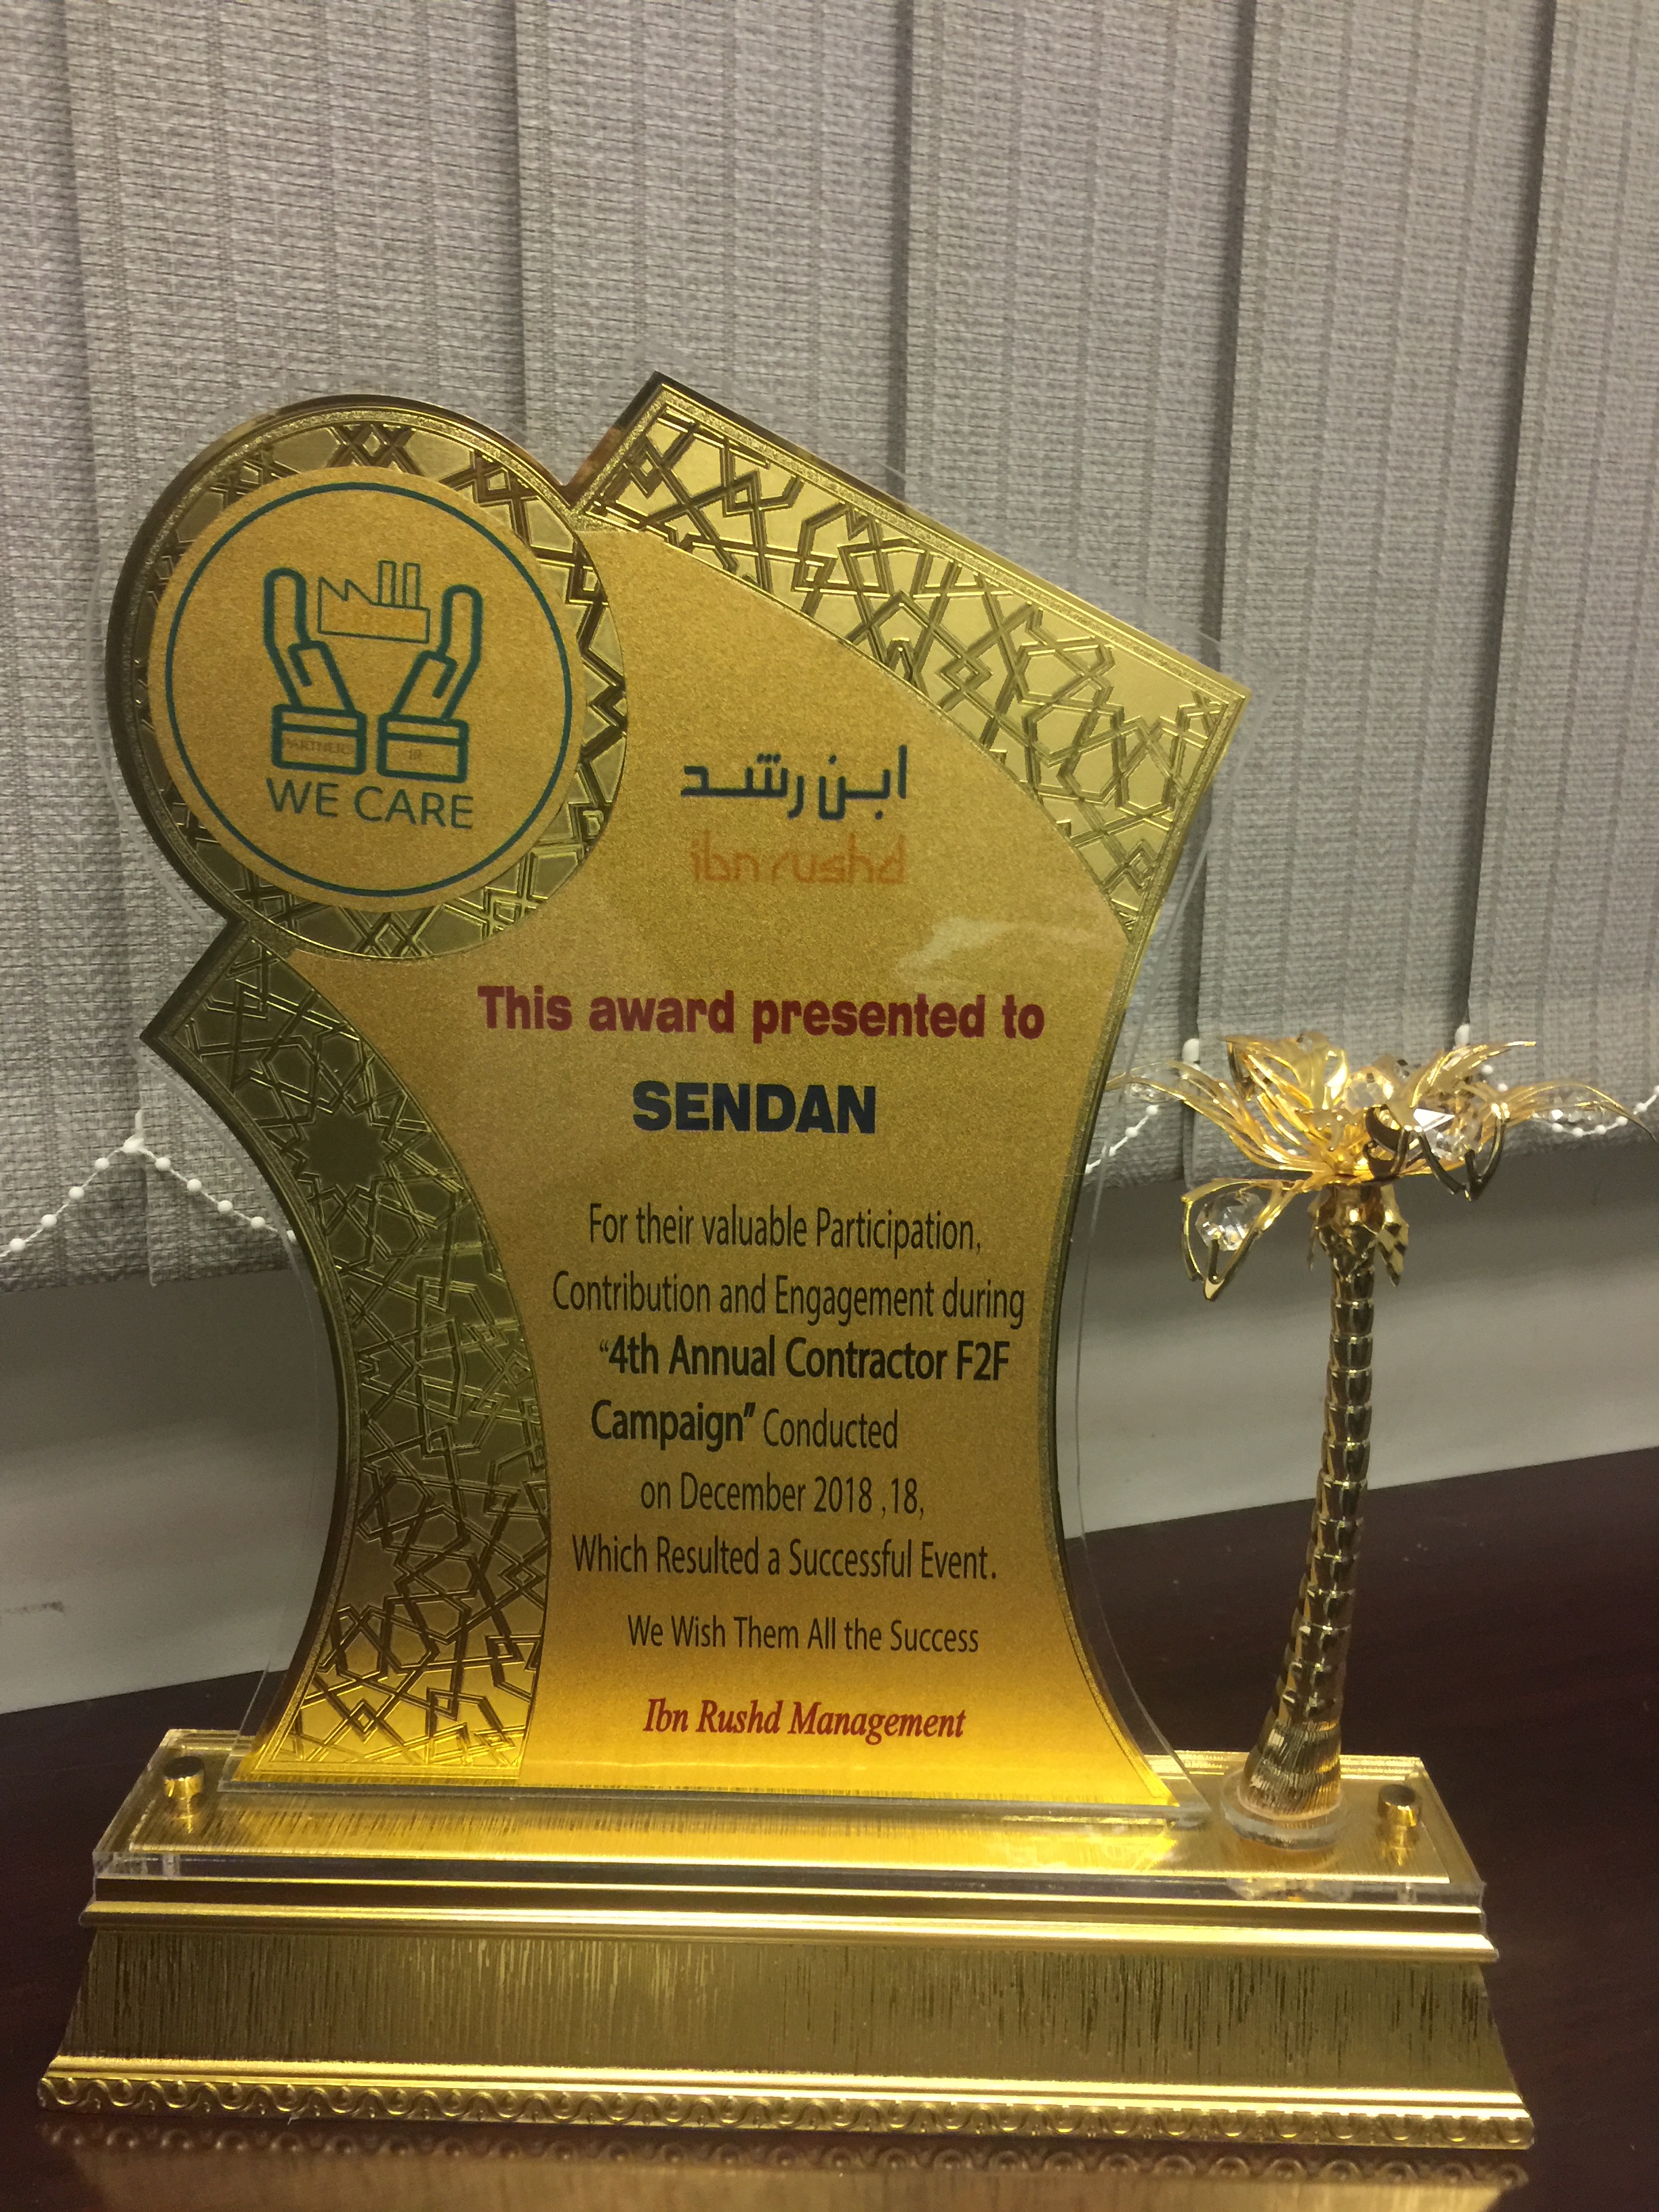 PARTNERS
WE CARE
ابن رشد
ibn rushd
This award presented to
SENDAN
For their valuable Participation,
Contribution and Engagement during
“4th Annual Contractor F2F
Campaign” Conducted
on December 2018 ,18,
Which Resulted a Successful Event.
We Wish Them All the Success
Ibn Rushd Management